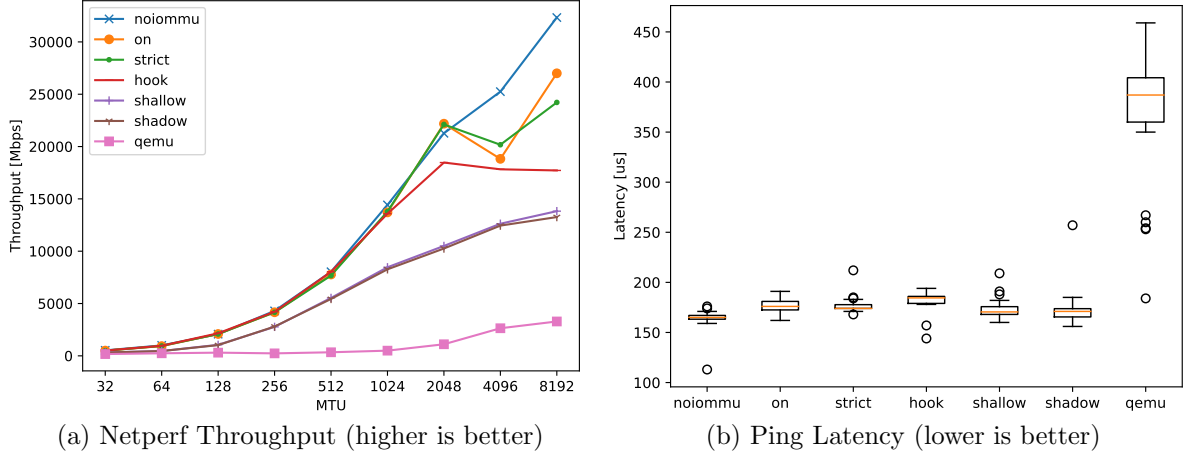 noiommu
on
strict
hook
shallow
shadow
qemu
30000
25000
20000
15000
10000
5000
0
Throughput [Mbps]
32 64 128 256 512 1024 2048 4096 8192
MTU
(a) Netperf Throughput (higher is better)
450
400
350
300
250
200
150
100
Latency [us]
noiommu on strict hook shallow shadow qemu
(b) Ping Latency (lower is better)